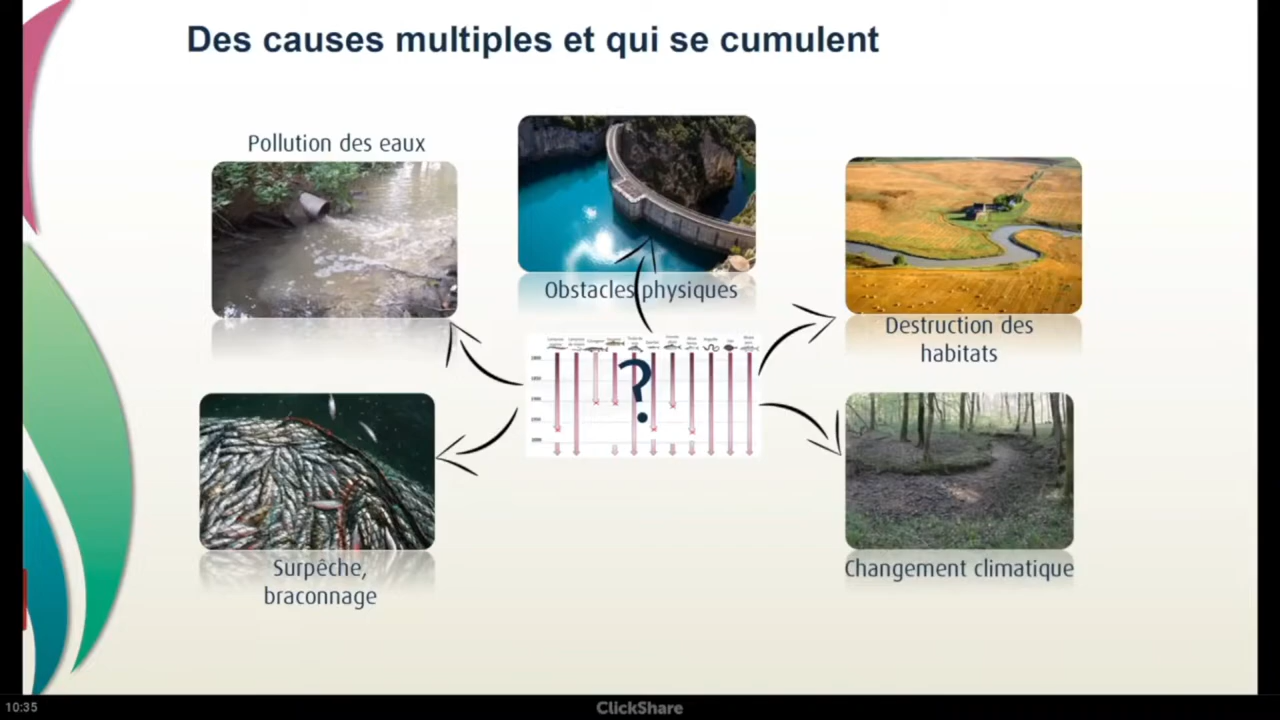 Des causes multiples et qui se cumulent
Pollution des eaux
Obstacles physiques
Destruction des
habitats
?
Surpêche,
braconnage
Changement climatique
10:35
ClickShare